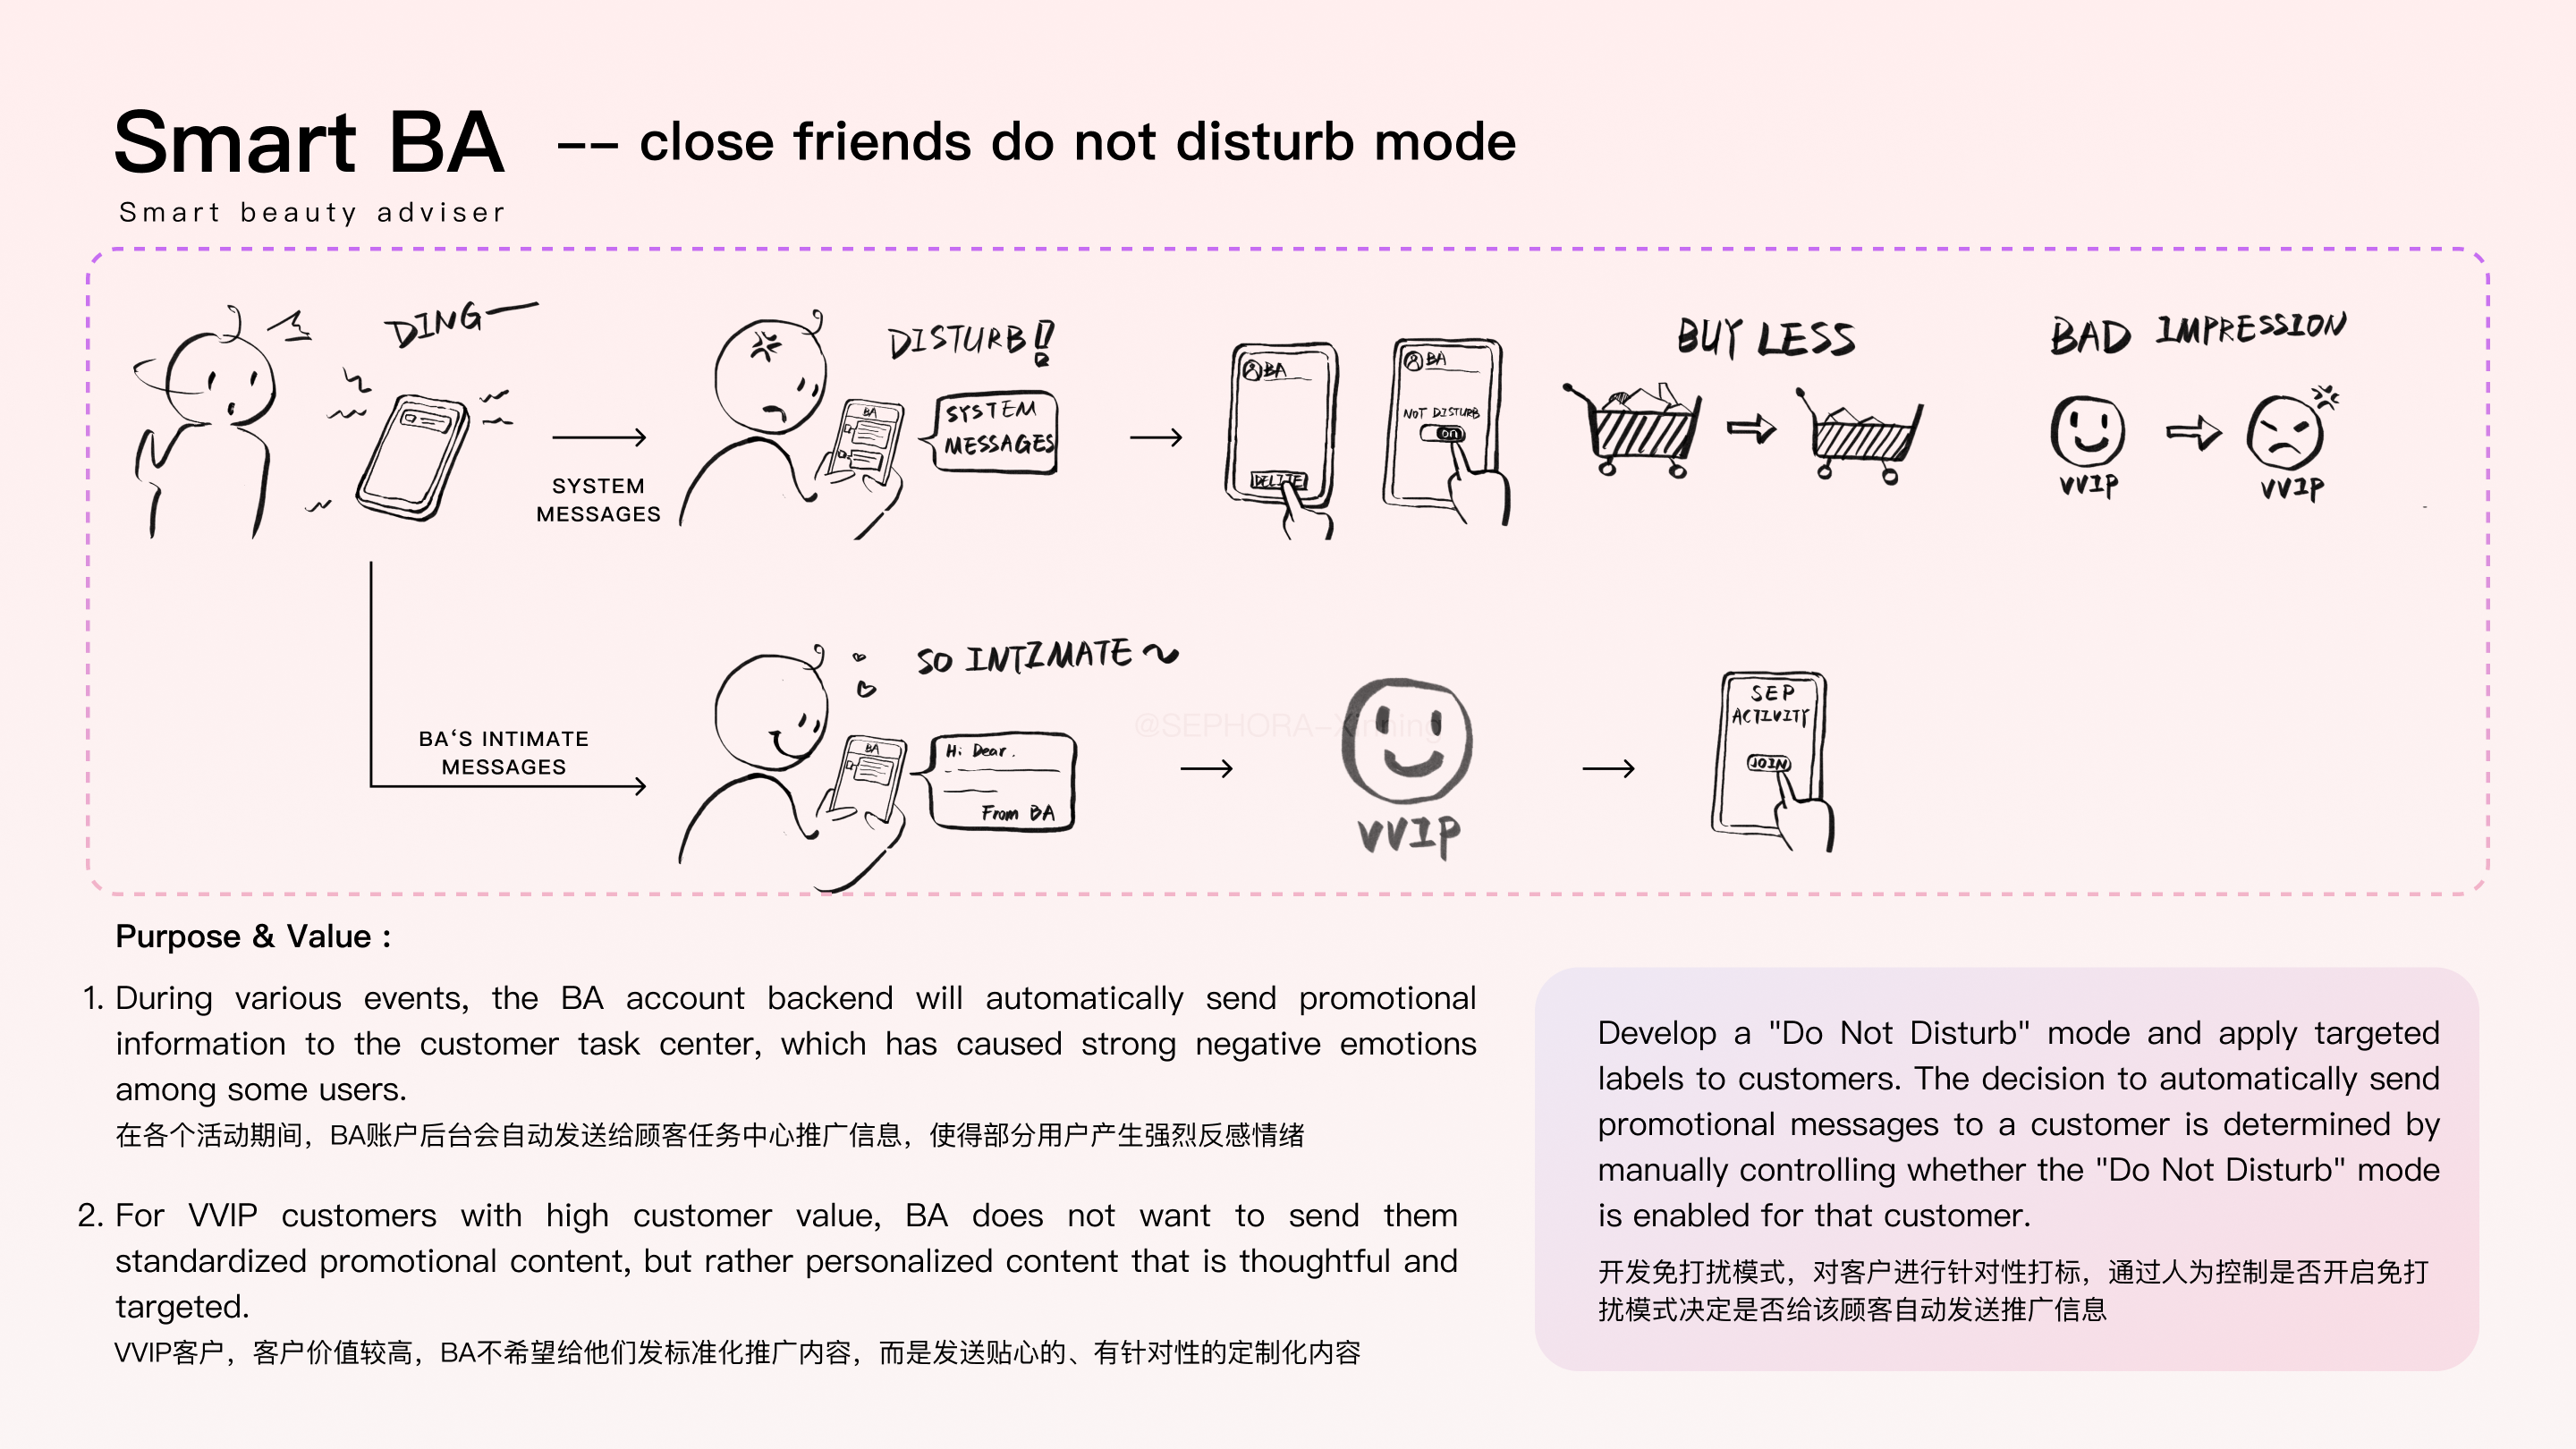 Smart BA
-- close friends do not disturb mode
Smart beauty adviser
DING
SYSTEM
MESSAGES
DISTURB!
BA
SYSTEM
MESSAGES
BA
DELITE
BA
NOT DISTURB
on
BUY LESS
BAD IMPRESSION
VVIP
VVIP
BA‘S INTIMATE
MESSAGES
SO INTIMATE ~
BA
Hi Dear.
From BA
@SEPHORA-Xinning
VVIP
SEP
ACTIVITY
JOIN
Purpose & Value :
1. During various events, the BA account backend will automatically send promotional
information to the customer task center, which has caused strong negative emotions
among some users.
在各个活动期间，BA账户后台会自动发送给顾客任务中心推广信息，使得部分用户产生强烈反感情绪
2. For VVIP customers with high customer value, BA does not want to send them
standardized promotional content, but rather personalized content that is thoughtful and
targeted.
VVIP客户，客户价值较高，BA不希望给他们发标准化推广内容，而是发送贴心的、有针对性的定制化内容
Develop a "Do Not Disturb" mode and apply targeted
labels to customers. The decision to automatically send
promotional messages to a customer is determined by
manually controlling whether the "Do Not Disturb" mode
is enabled for that customer.
开发免打扰模式，对客户进行针对性打标，通过人为控制是否开启免打
扰模式决定是否给该顾客自动发送推广信息